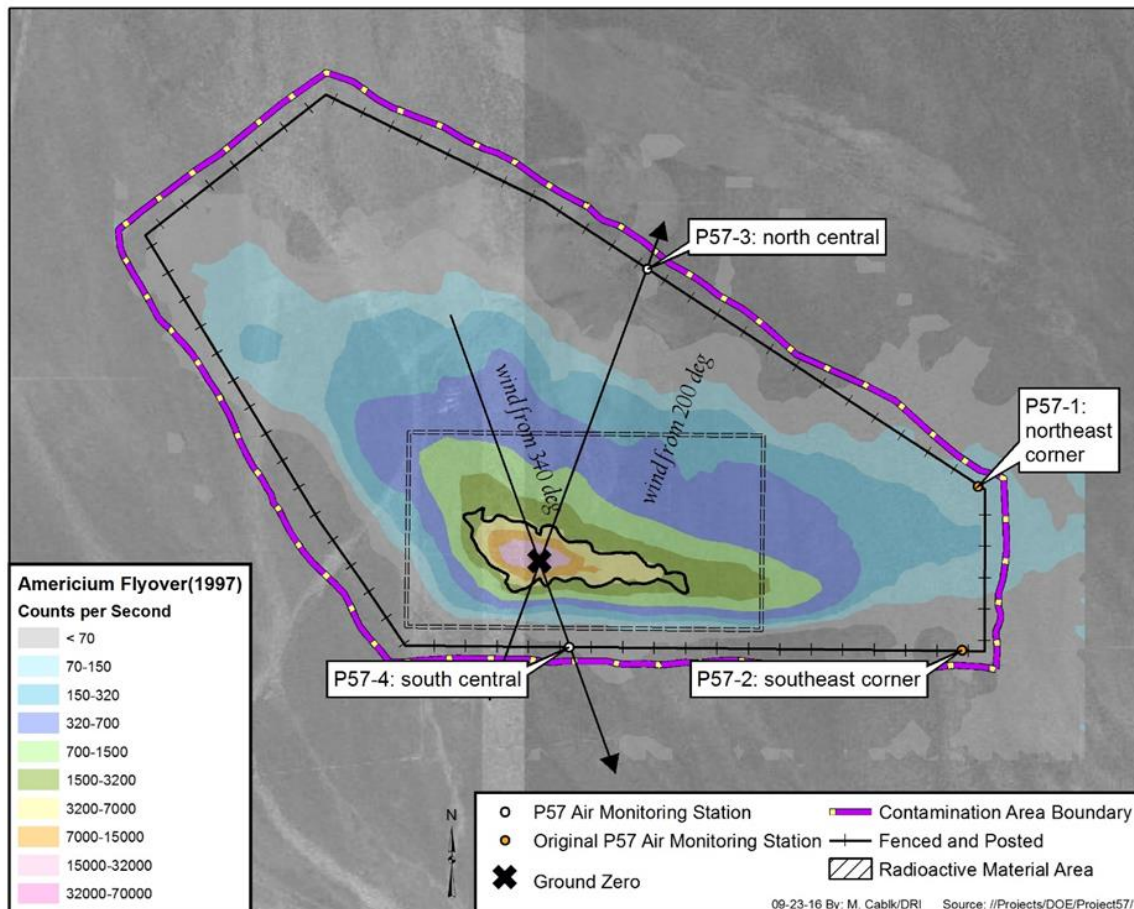 P57-3: north central
wind from 340 deg
wind from 200 deg
P57-1:
northeast
corner
P57-4: south central
P57-2: southeast corner
Americium Flyover(1997)
Counts per Second
< 70
70-150
150-320
320-700
700-1500
1500-3200
3200-7000
7000-15000
15000-32000
32000-70000
N
P57 Air Monitoring Station
Original P57 Air Monitoring Station
Ground Zero
Contamination Area Boundary
Fenced and Posted
Radioactive Material Area
09-23-16 By: M. Cablk/DRI Source: //Projects/DOE/Project57/